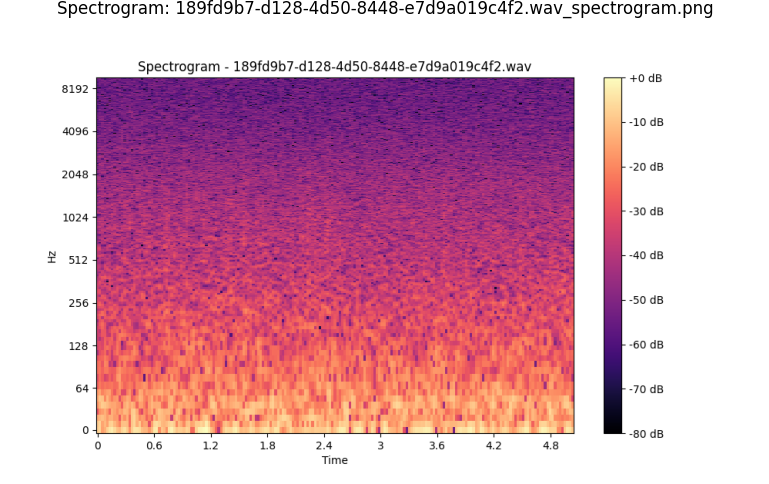 Spectrogram: 189fd9b7-d128-4d50-8448-e7d9a019c4f2.wav_spectrogram.png
Spectrogram - 189fd9b7-d128-4d50-8448-e7d9a019c4f2.wav
8192
4096
2048
1024
512
256
128
64
0
Hz
0 0.6 1.2 1.8 2.4 3 3.6 4.2 4.8
Time
+0 dB
-10 dB
-20 dB
-30 dB
-40 dB
-50 dB
-60 dB
-70 dB
-80 dB